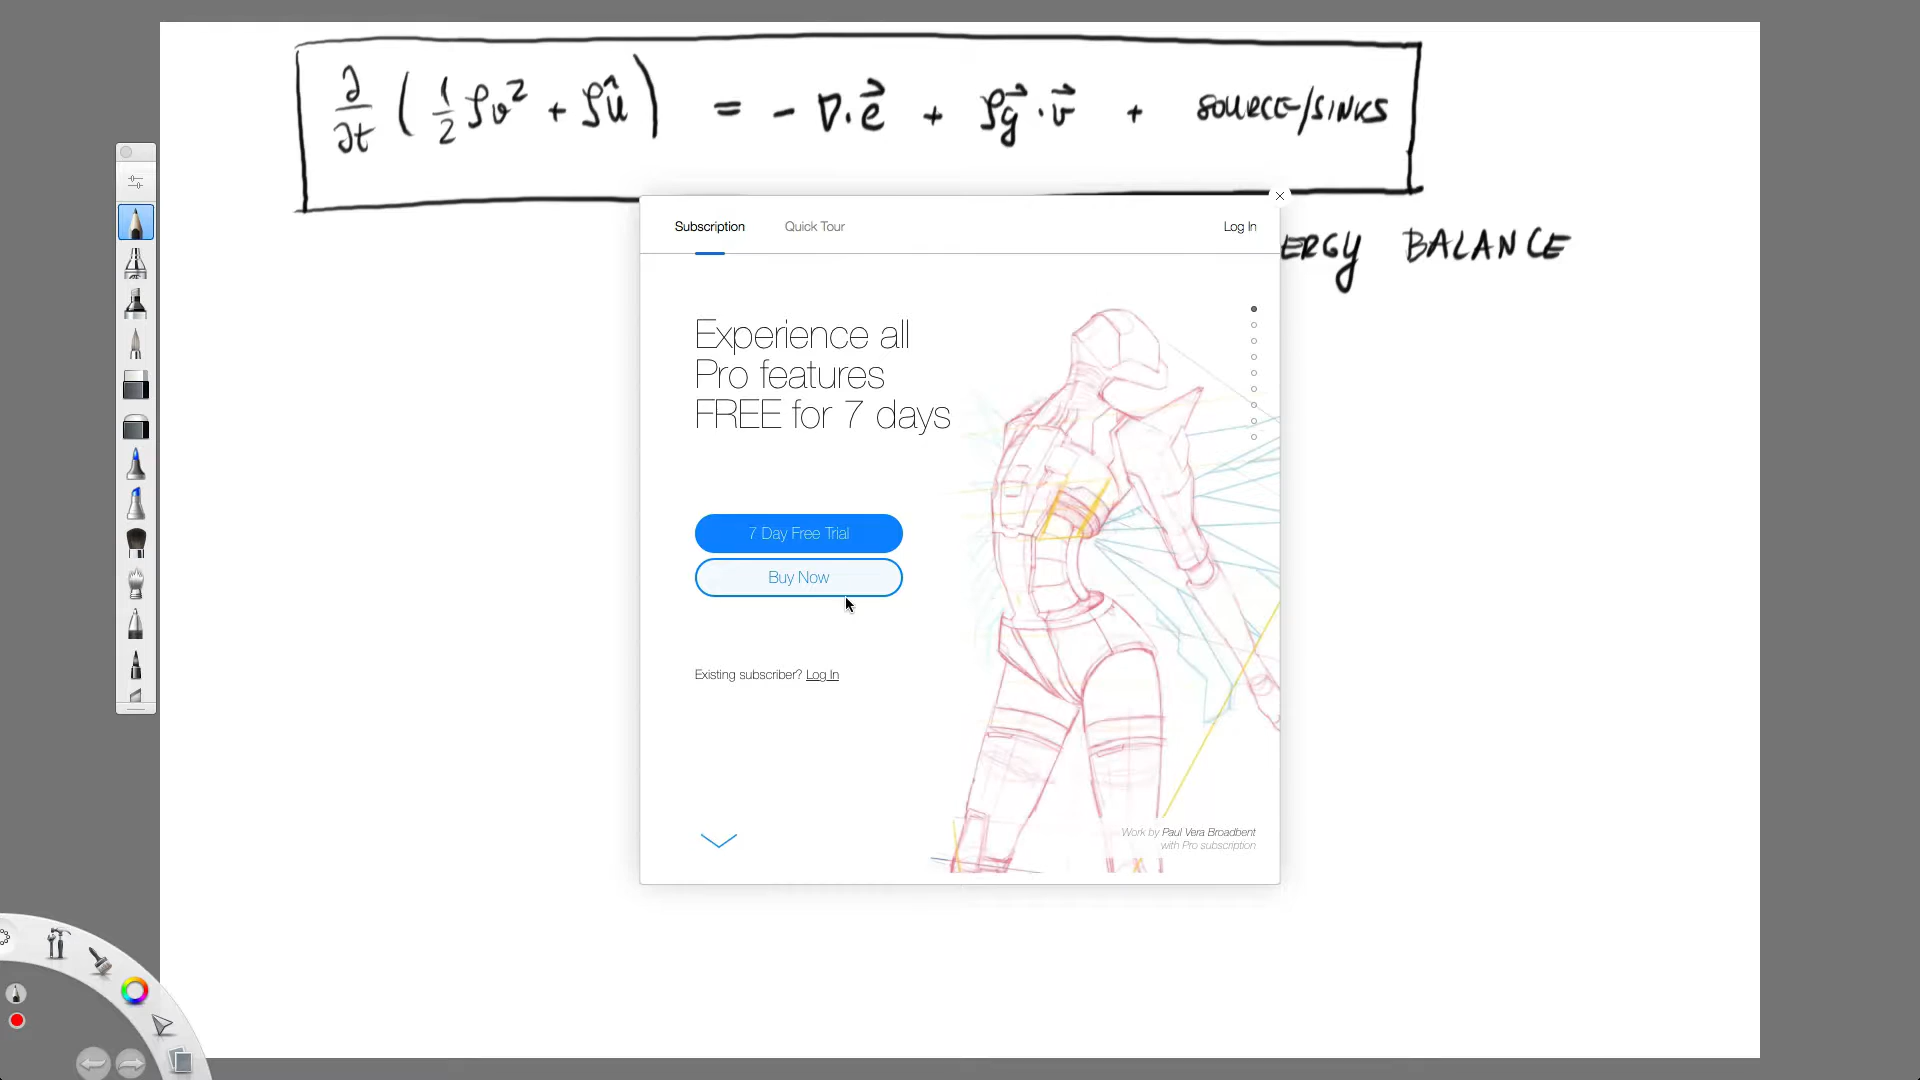 ∂/∂t ( 1/2 ρv² + ρû ) = - ∇·e⃗ + ρg⃗·v⃗ + SOURCE/SINKS
ERGY BALANCE
Subscription Quick Tour Log In
Experience all
Pro features
FREE for 7 days
7 Day Free Trial
Buy Now
Existing subscriber? Log In
Work by Paul Vera Broadbent
with Pro subscription